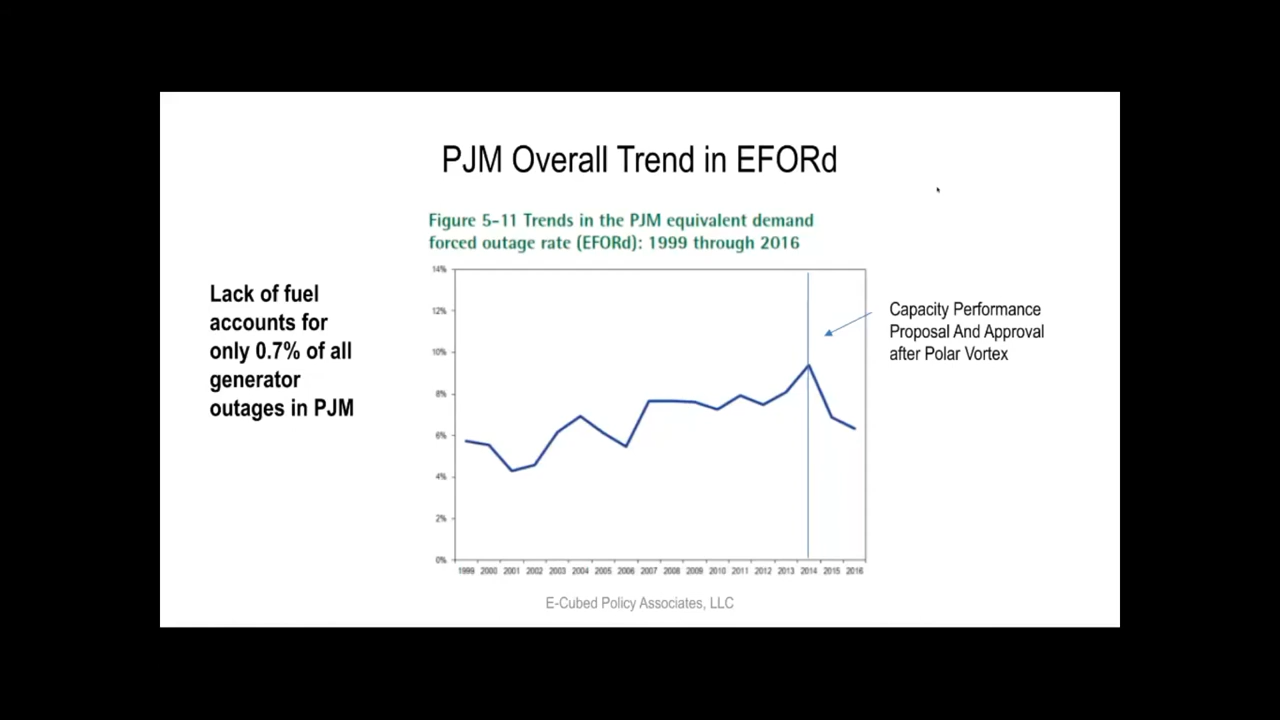 PJM Overall Trend in EFORd
Figure 5-11 Trends in the PJM equivalent demand
forced outage rate (EFORd): 1999 through 2016
Lack of fuel
accounts for
only 0.7% of all
generator
outages in PJM
14%
12%
10%
8%
6%
4%
2%
0%
1999 2000 2001 2002 2003 2004 2005 2006 2007 2008 2009 2010 2011 2012 2013 2014 2015 2016
Capacity Performance
Proposal And Approval
after Polar Vortex
E-Cubed Policy Associates, LLC